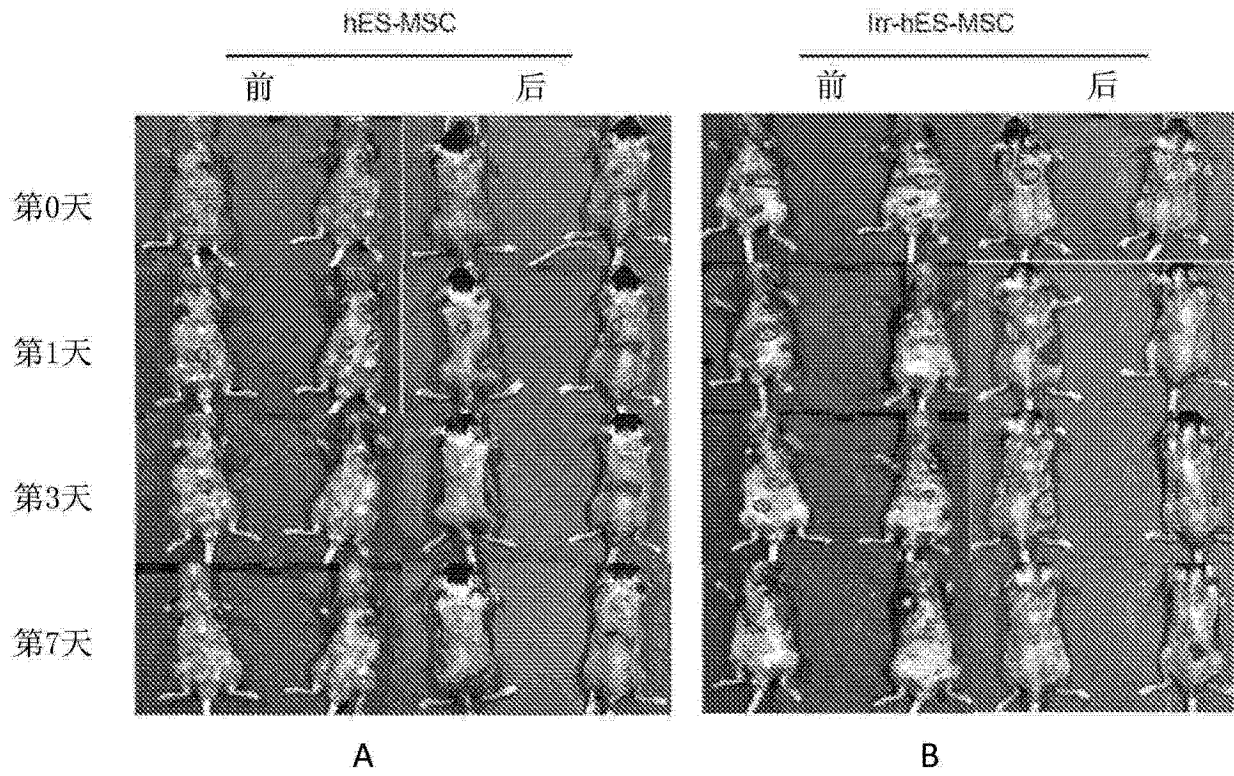 hES-MSC
Irr-hES-MSC
前
后
前
后
第0天
第1天
第3天
第7天
A
B